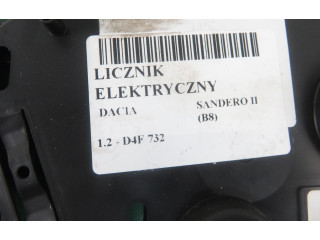 LICZNIK
ELEKTRYCZNY
DACIA SANDERO II
(B8)
1.2 - D4F 732